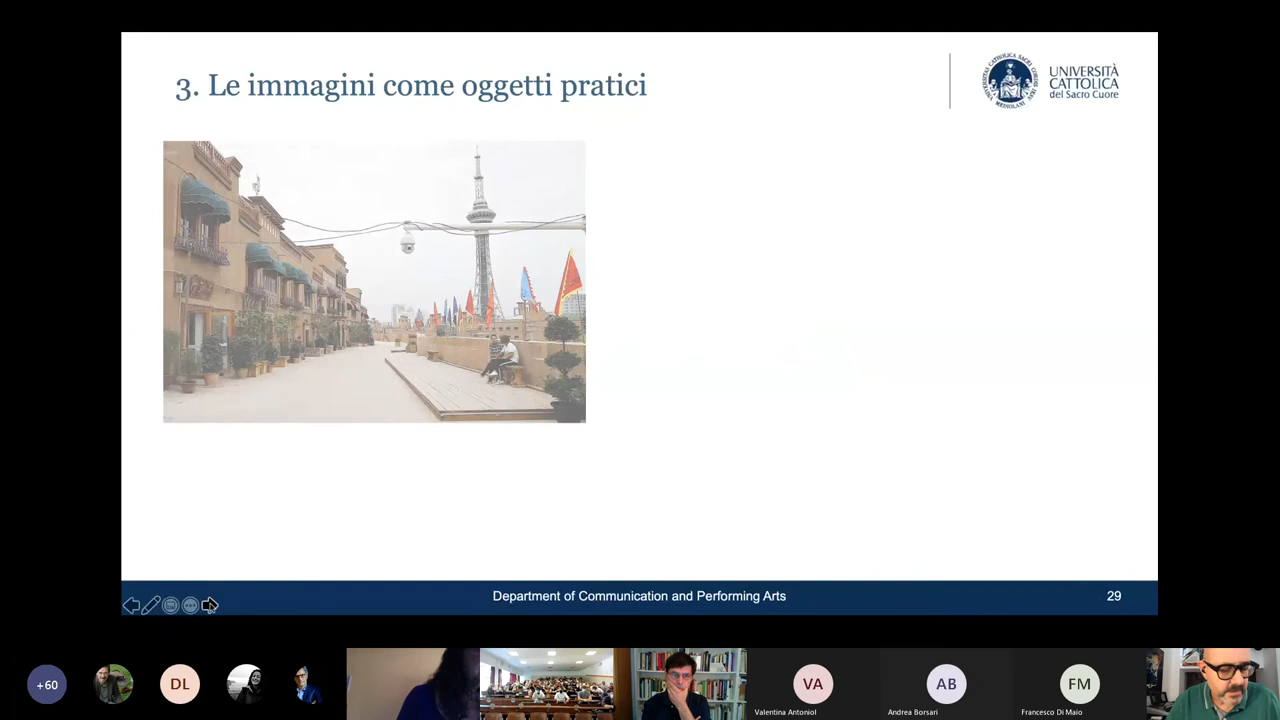 3. Le immagini come oggetti pratici
UNIVERSITÀ
CATTOLICA
del Sacro Cuore
Department of Communication and Performing Arts
29
+60
DL
VA
AB
FM
Valentina Antoniol
Andrea Borsari
Francesco Di Maio